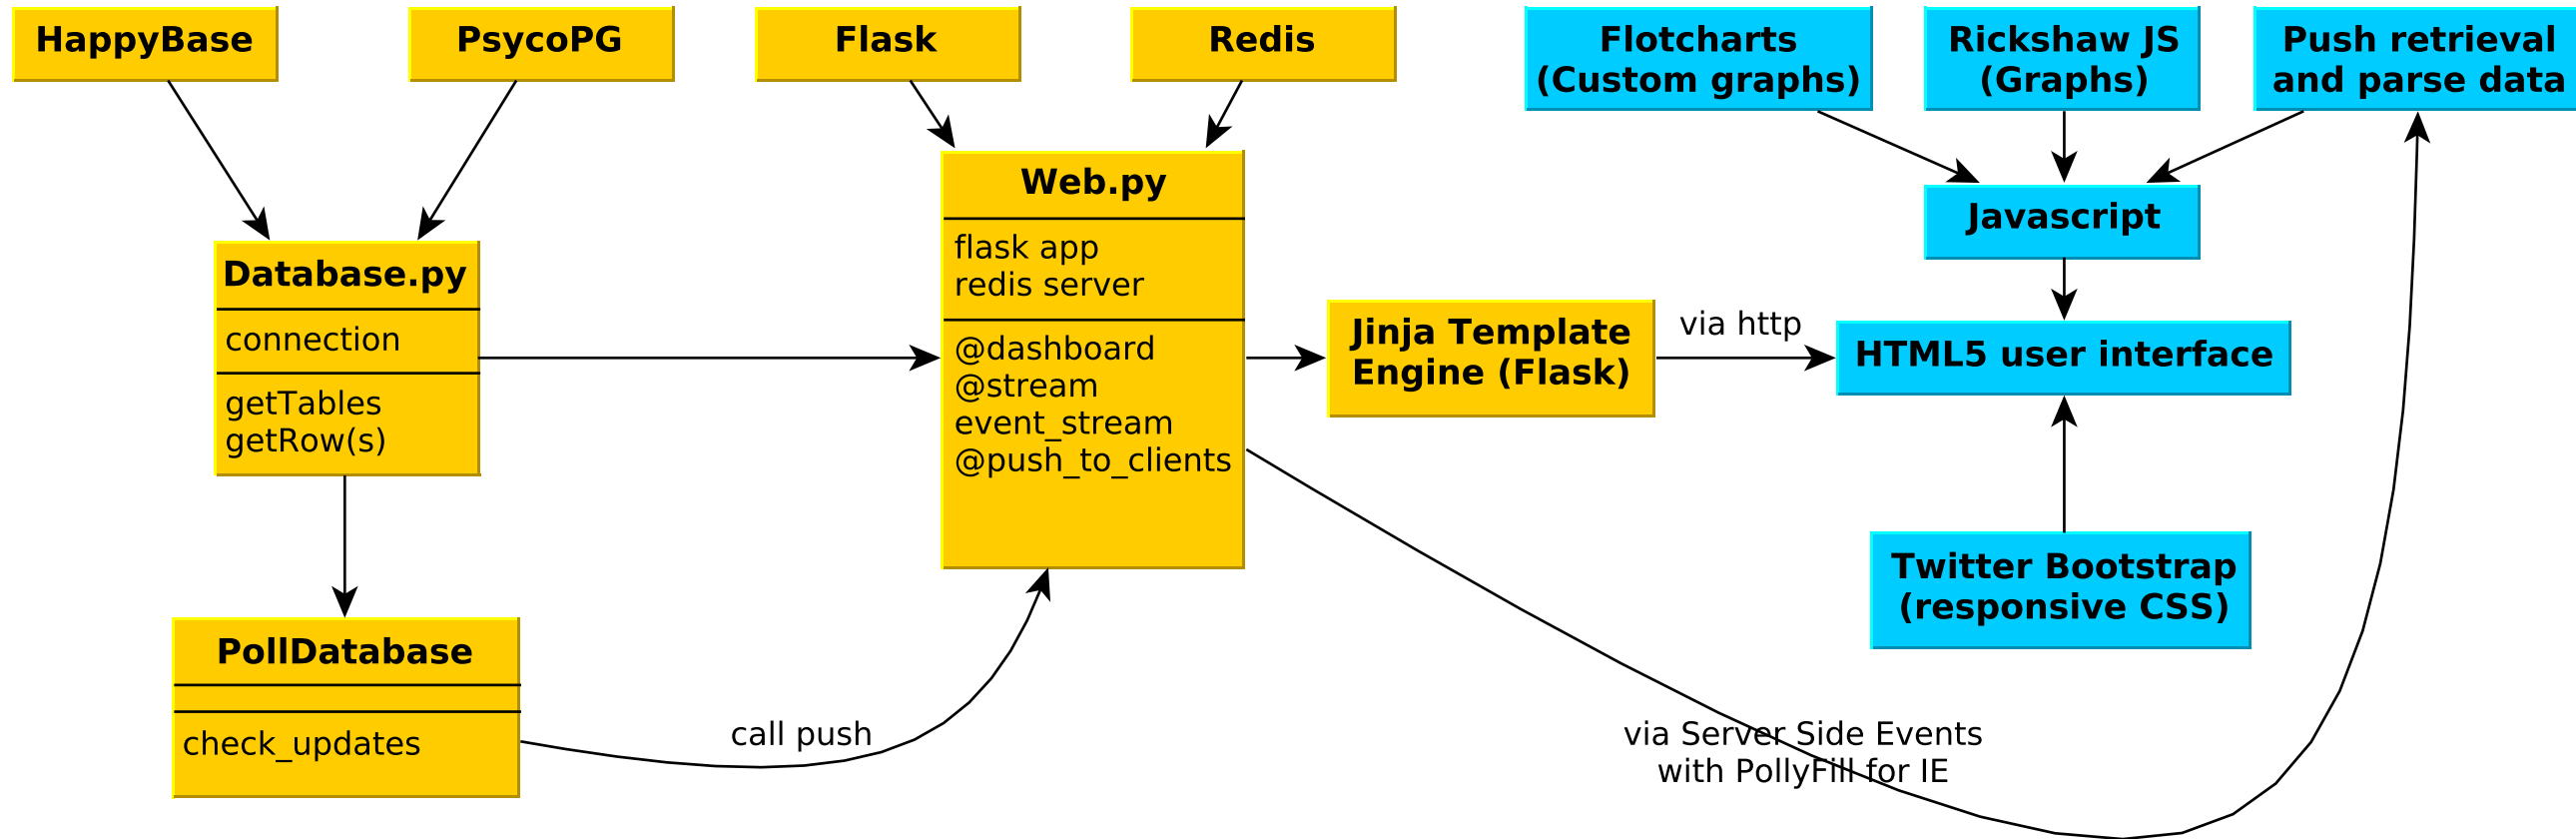 HappyBase
PsycoPG
Flask
Redis
Flotcharts
(Custom graphs)
Rickshaw JS
(Graphs)
Push retrieval
and parse data
Web.py
flask app
redis server
@dashboard
@stream
event_stream
@push_to_clients
Javascript
Database.py
connection
getTables
getRow(s)
Jinja Template
Engine (Flask)
via http
HTML5 user interface
Twitter Bootstrap
(responsive CSS)
PollDatabase
check_updates
call push
via Server Side Events
with PollyFill for IE